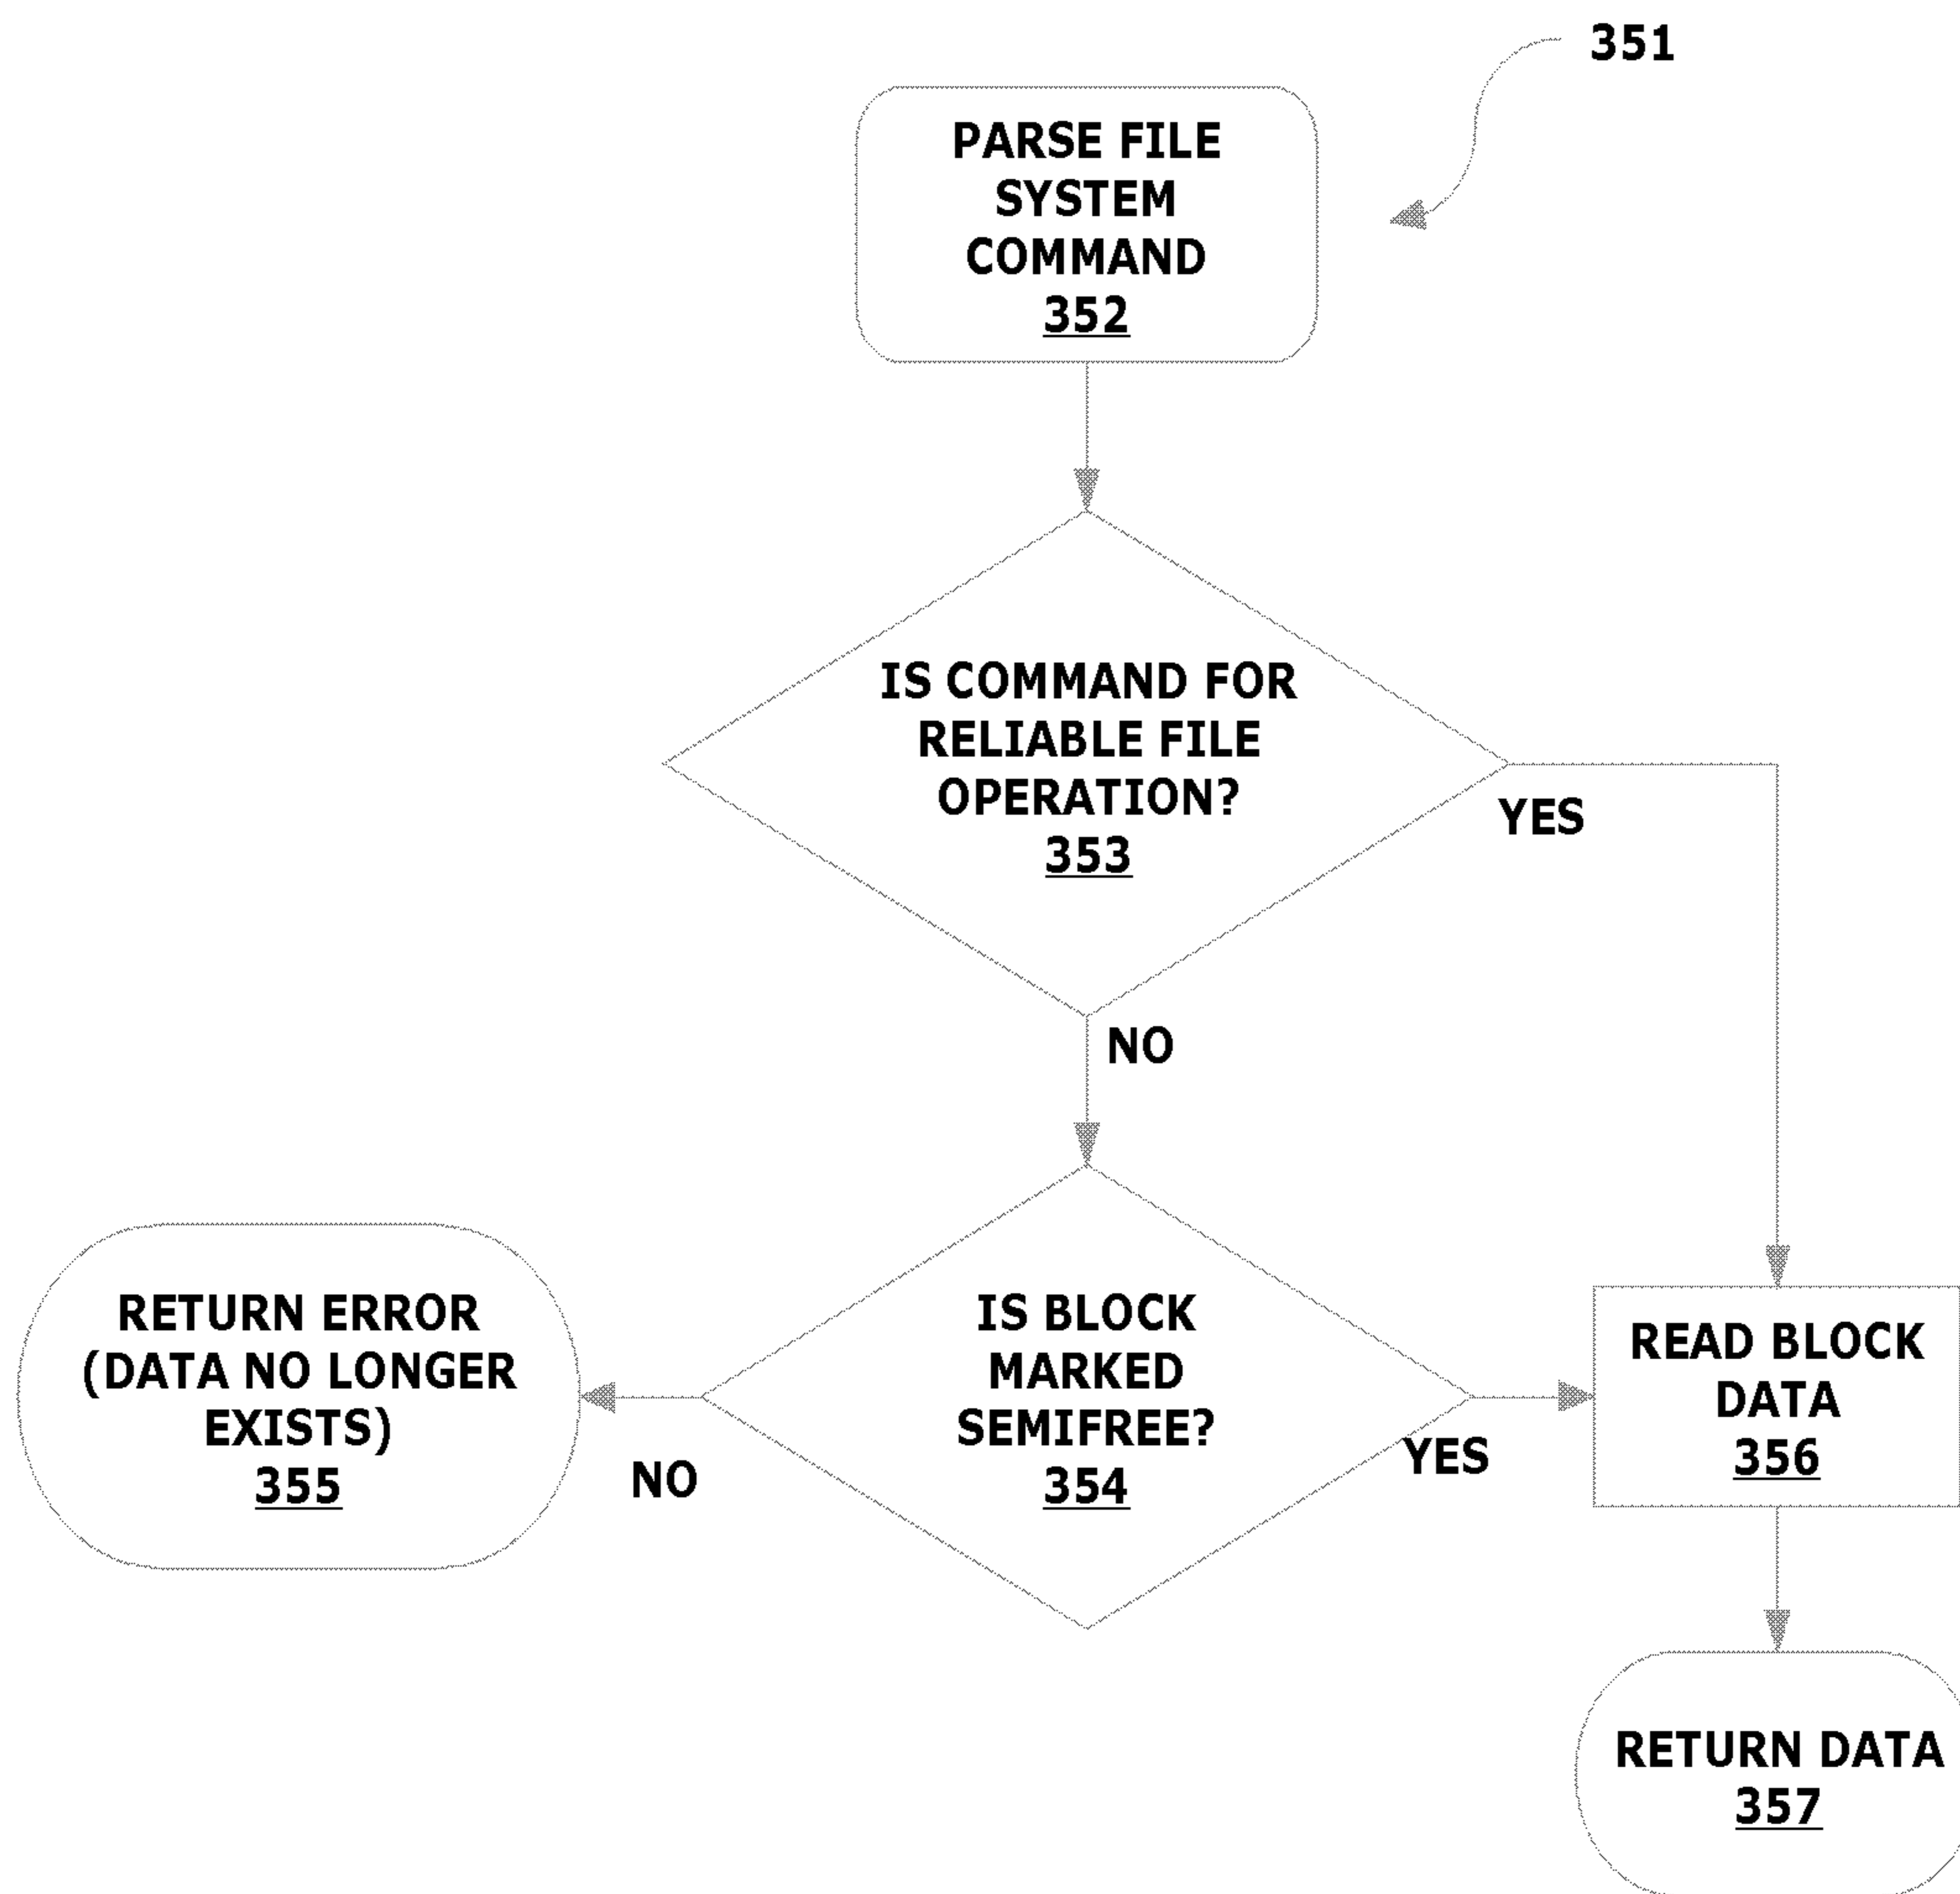 351
PARSE FILE
SYSTEM
COMMAND
352
IS COMMAND FOR
RELIABLE FILE
OPERATION?
353
YES
NO
RETURN ERROR
(DATA NO LONGER
EXISTS)
355
NO
IS BLOCK
MARKED
SEMIFREE?
354
YES
READ BLOCK
DATA
356
RETURN DATA
357